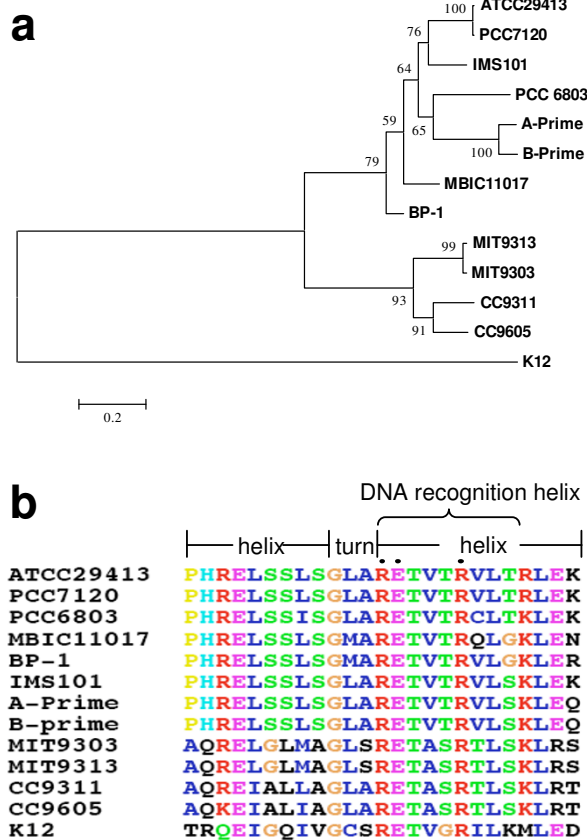 a
100 ATCC29413
PCC7120
76
IMS101
64
PCC 6803
65
A-Prime
59
100 B-Prime
79
MBIC11017
BP-1
99 MIT9313
MIT9303
93
CC9311
91 CC9605
K12
0.2
b
DNA recognition helix
helix turn helix
ATCC29413 PHRELSSLSGLARETVTRVLTRLEK
PCC7120 PHRELSSLSGLARETVTRVLTRLEK
PCC6803 PHRELSSISGLARETVTRCLTRLEK
MBIC11017 PHRELSSLSGMARETVTRQLGKLEN
BP-1 PHRELSSLSGMARETVTRVLGKLER
IMS101 PHRELSSLSGLARETVTRVLSKLEK
A-Prime PHRELSSLSGLARETVTRVLSKLEQ
B-prime PHRELSSLSGLARETVTRVLSKLEQ
MIT9303 AQRELGLMAGLSRETASRTLSKLRS
MIT9313 AQRELGLMAGLARETASRTLSKLRS
CC9311 AQREIALLAGLARETASRTLSKLRT
CC9605 AQKEIALIAGLARETASRTLSKLRT
K12 TRQEIGQIVGCSRETVGRILKMLED